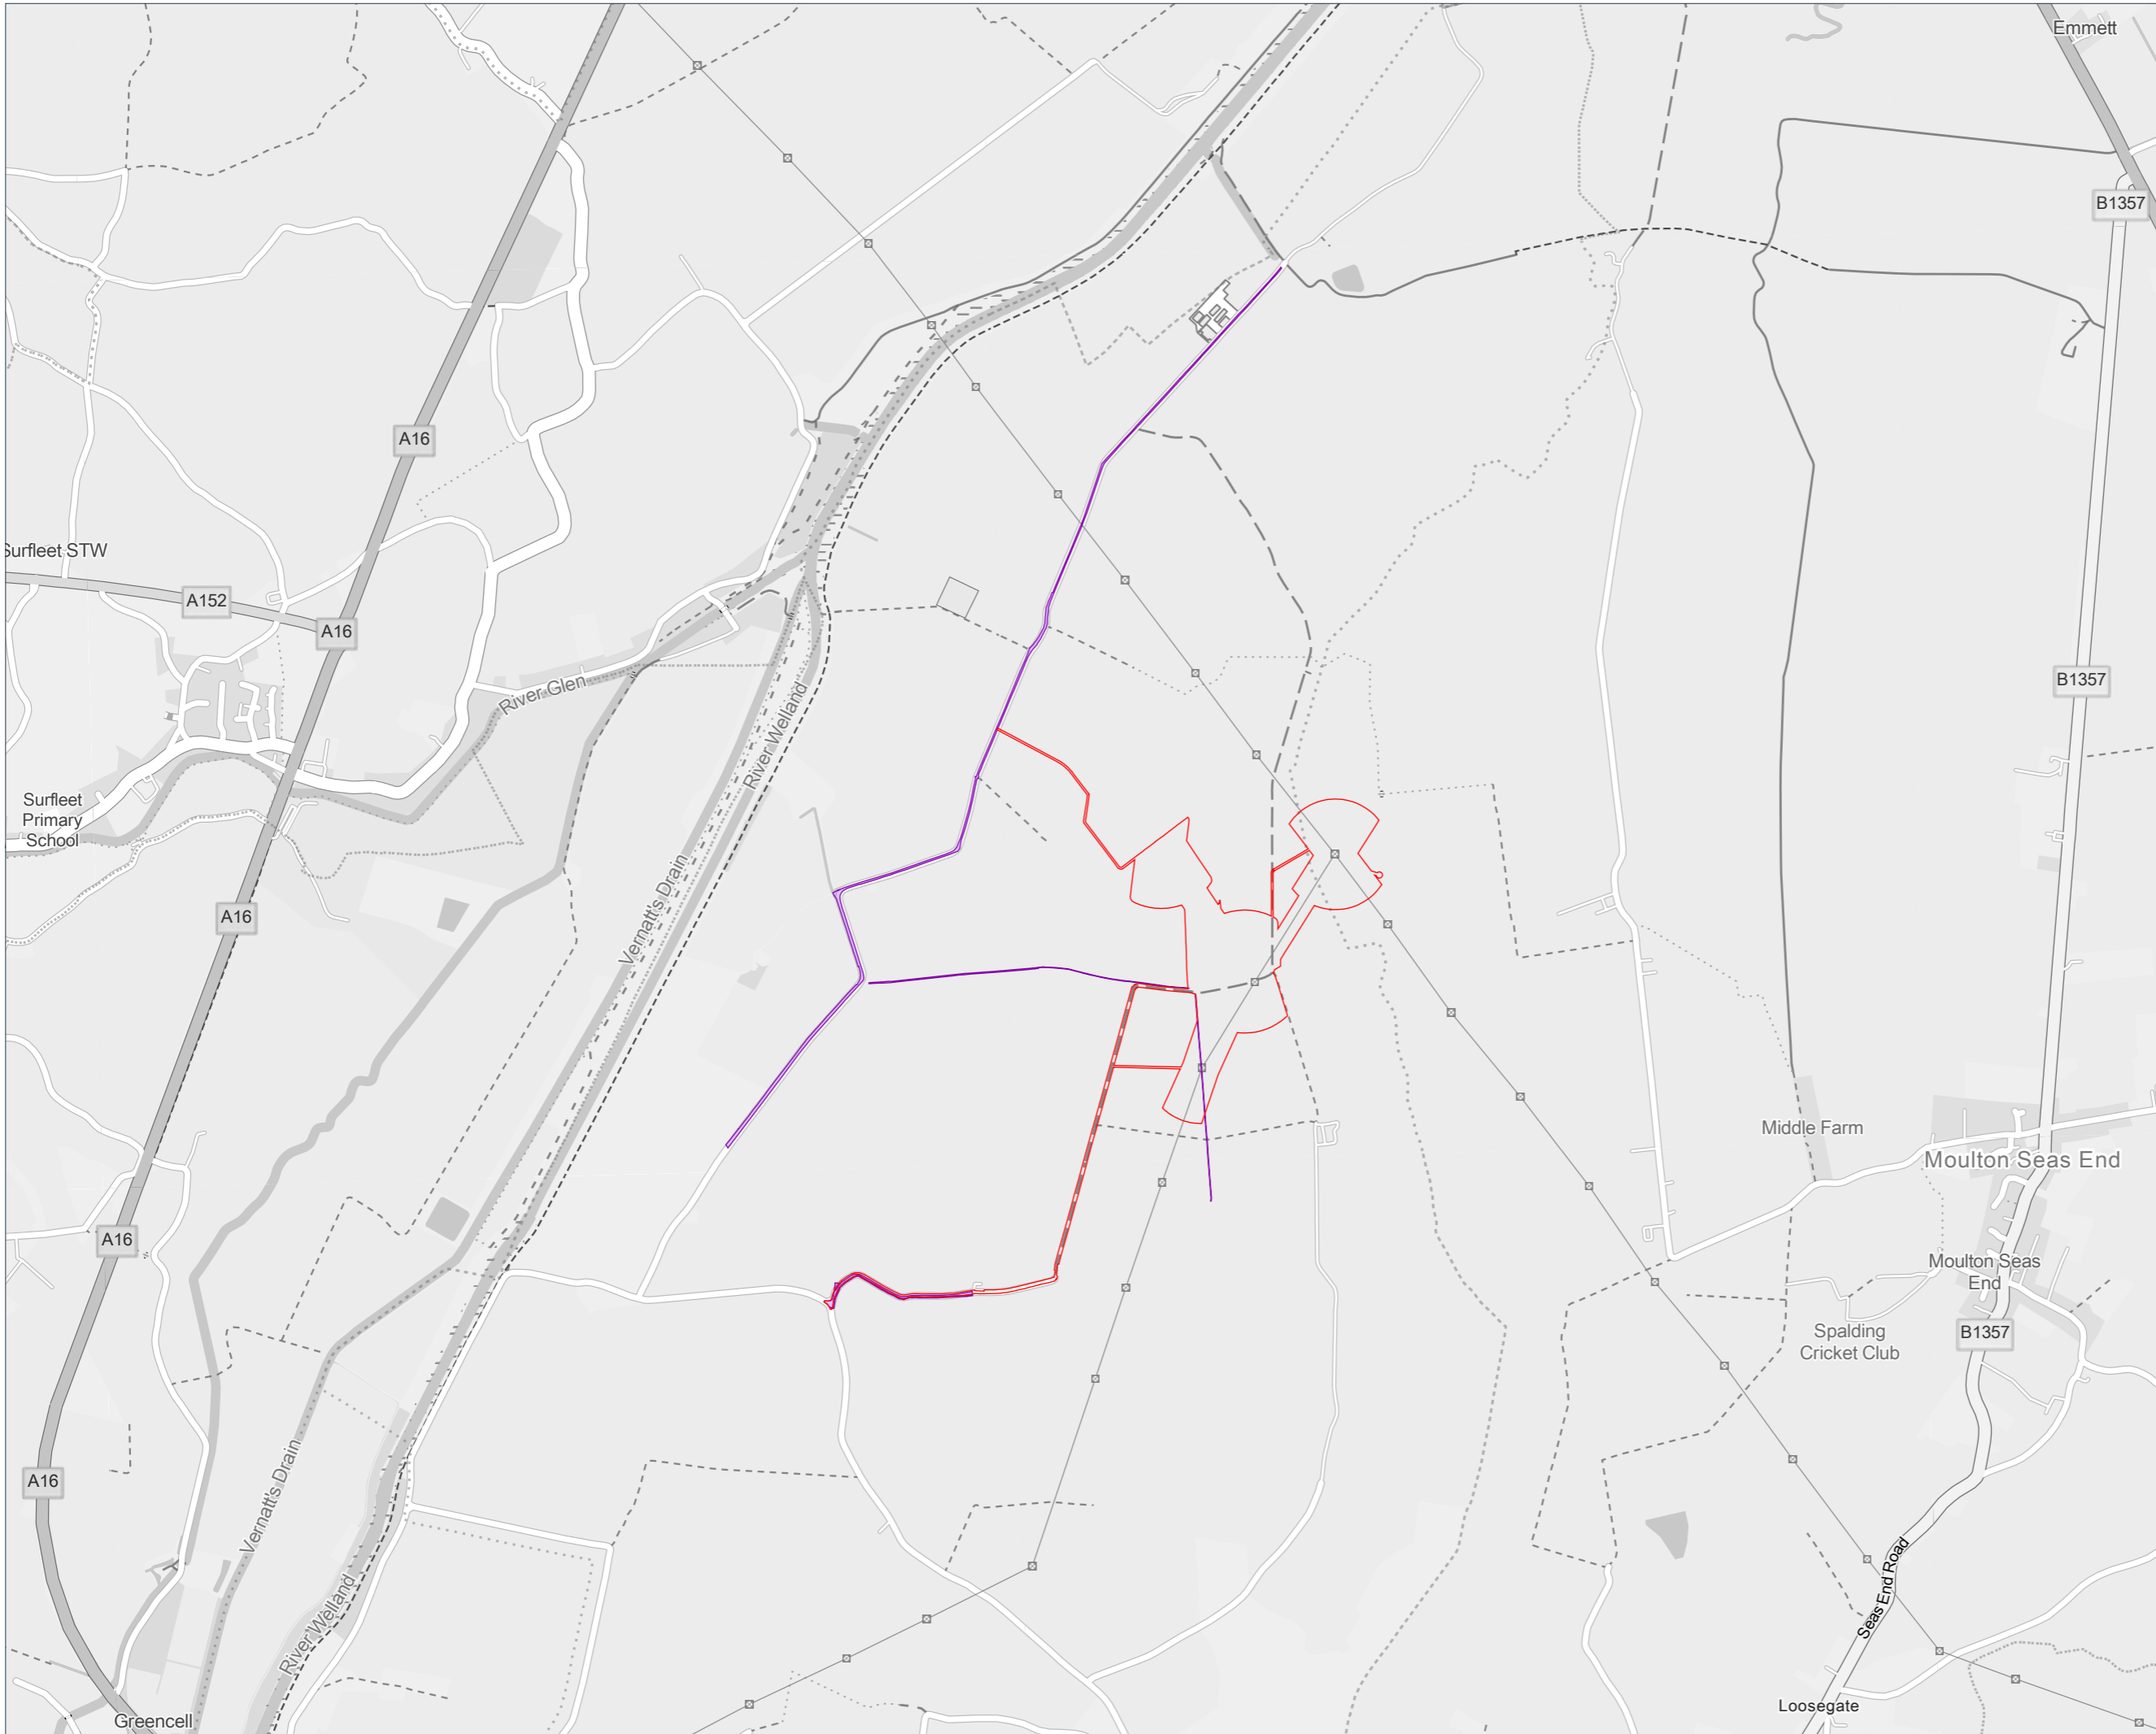 Emmett
B1357
A16
Surfleet STW
A152
A16
B1357
River Glen
River Welland
Surfleet
Primary
School
A16
Vernatt's Drain
Middle Farm
Moulton Seas End
A16
Moulton Seas
End
B1357
Spalding
Cricket Club
A16
Vernatt's Drain
Seas End Road
River Welland
Loosegate
Greencell